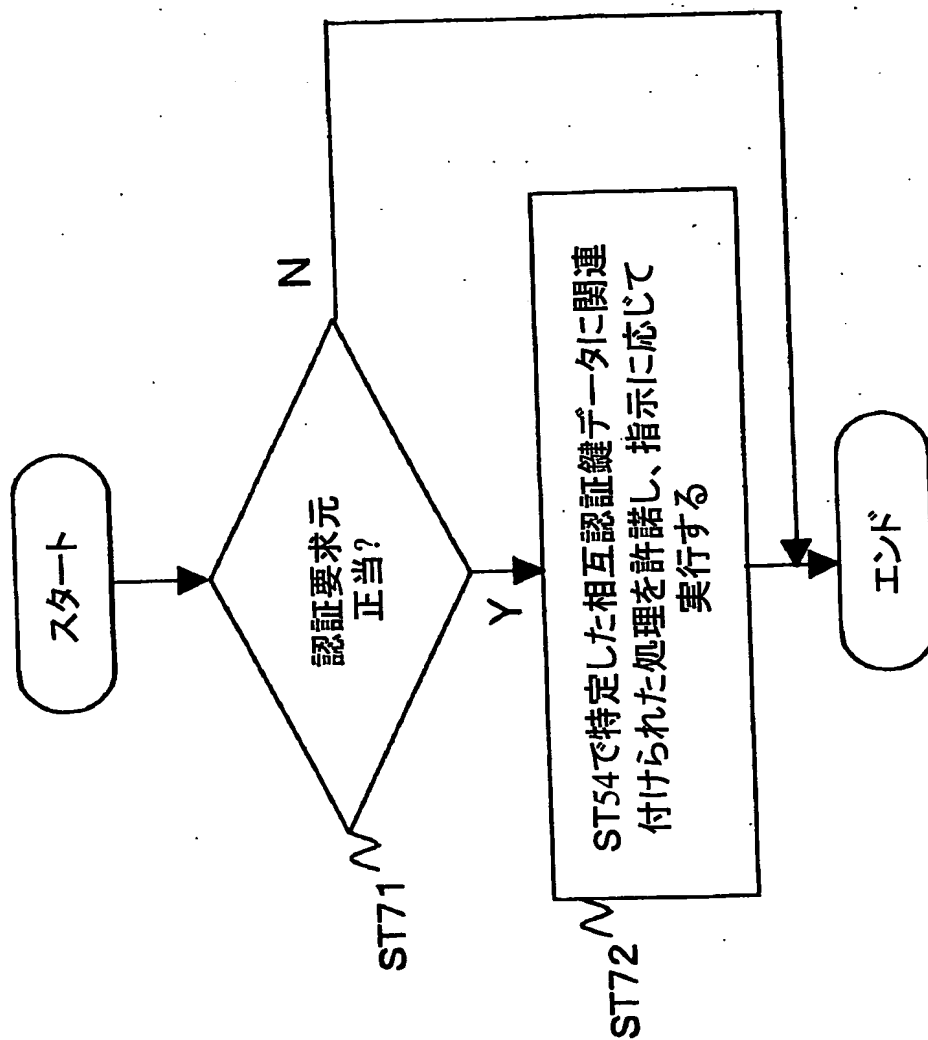 スタート
認証要求元
正当?
N
ST71
Y
ST54で特定した相互認証鍵データに関連
付けられた処理を許諾し、指示に応じて
実行する
ST72
エンド